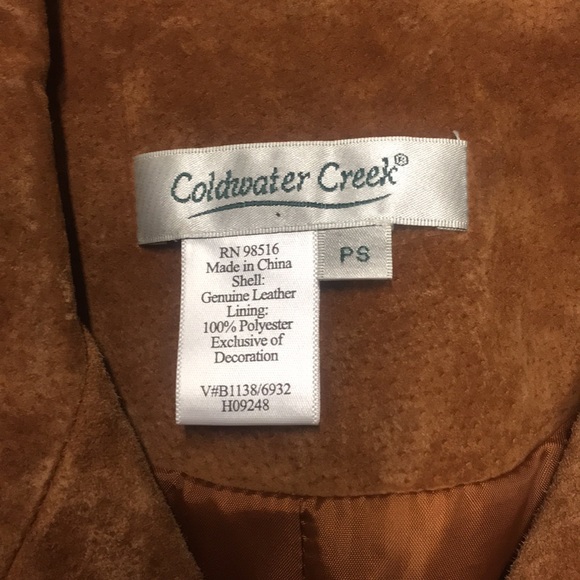 Coldwater Creek®
PS
RN 98516
Made in China
Shell:
Genuine Leather
Lining:
100% Polyester
Exclusive of
Decoration
V#B1138/6932
H09248